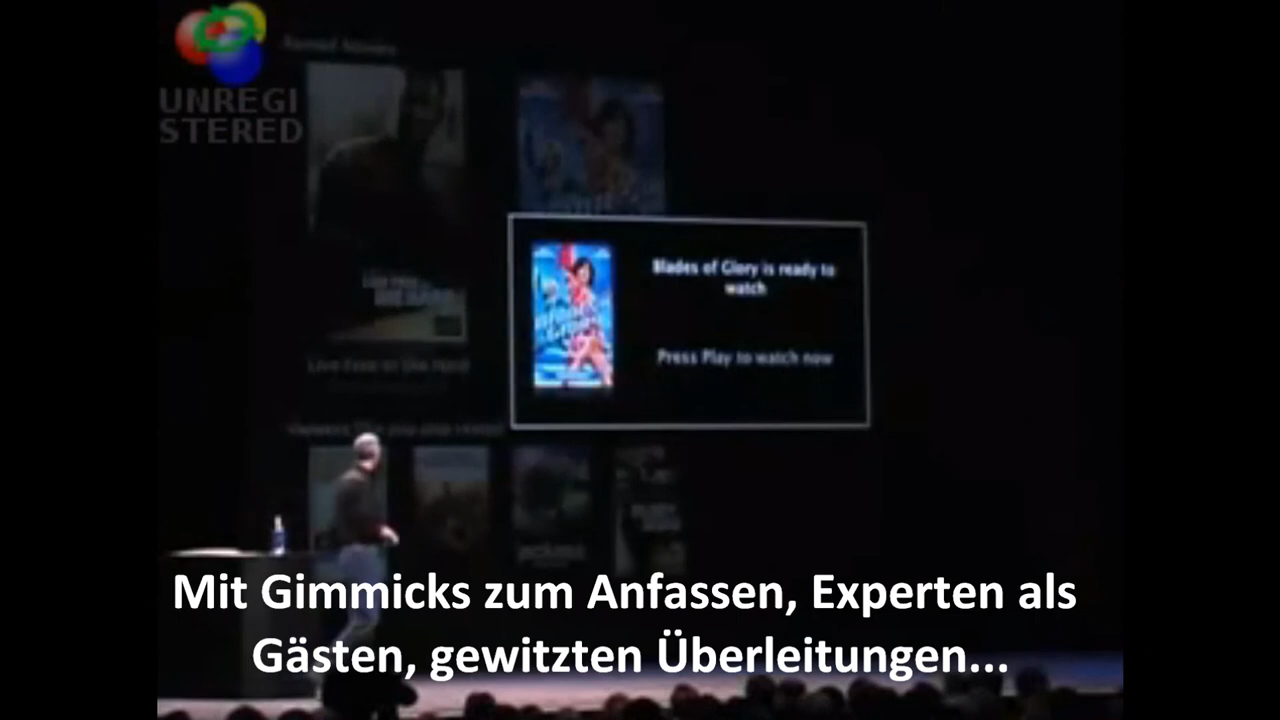 UNREGI
STERED
Blades of Glory is ready to
watch
Press Play to watch now
Mit Gimmicks zum Anfassen, Experten als
Gästen, gewitzten Überleitungen...